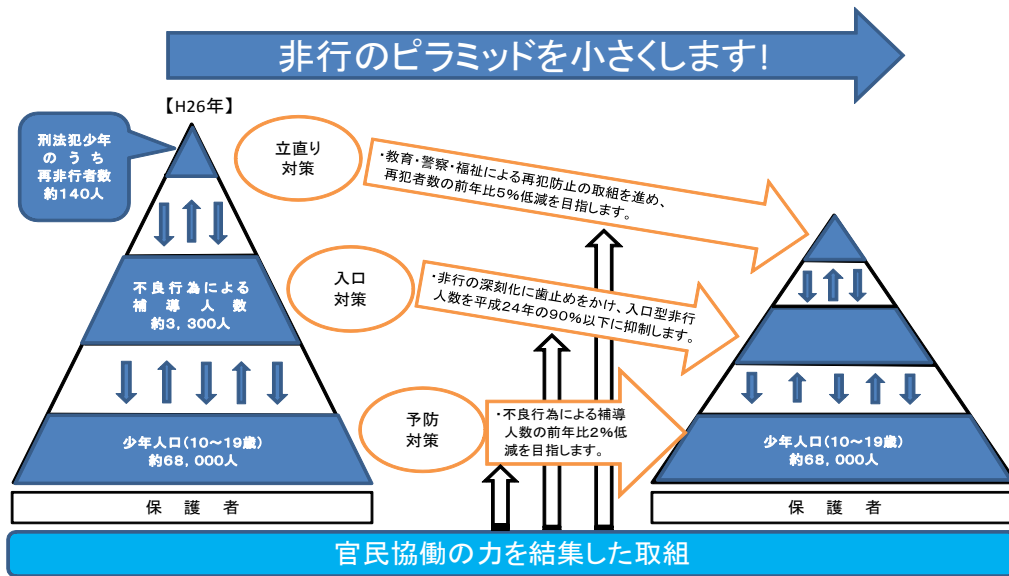 非行のピラミッドを小さくします!
【H26年】
刑法犯少年
のうち
再非行者数
約140人
立直り
対策
・教育・警察・福祉による再犯防止の取組を進め、
再犯者数の前年比5%低減を目指します。
不良行為による
補導人数
約3,300人
入口
対策
・非行の深刻化に歯止めをかけ、入口型非行
人数を平成24年の90%以下に抑制します。
予防
対策
・不良行為による補導
人数の前年比2%低
減を目指します。
少年人口(10~19歳)
約68,000人
少年人口(10~19歳)
約68,000人
保護者
保護者
官民協働の力を結集した取組